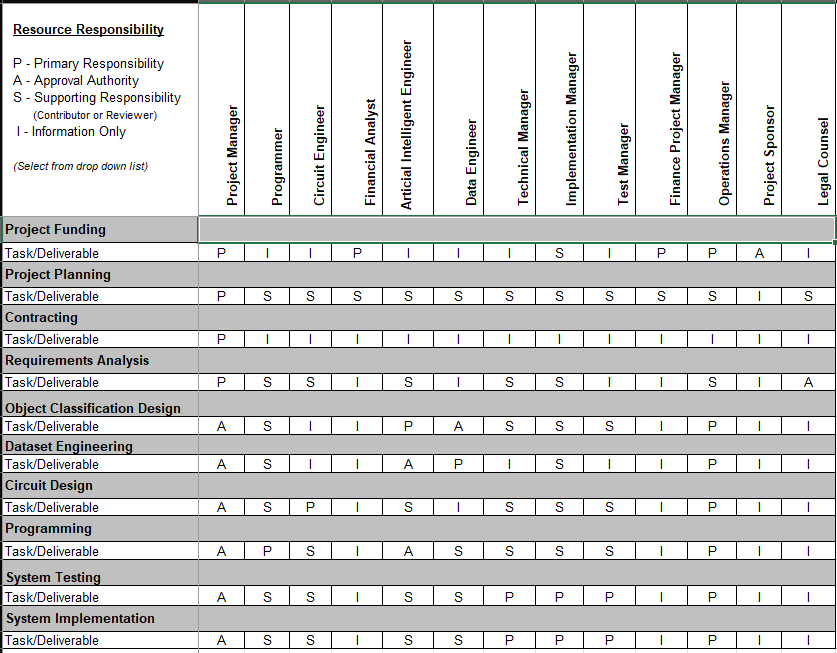 Resource Responsibility
P - Primary Responsibility
A - Approval Authority
S - Supporting Responsibility
(Contributor or Reviewer)
I - Information Only
(Select from drop down list)
Project Manager
Programmer
Circuit Engineer
Financial Analyst
Articial Intelligent Engineer
Data Engineer
Technical Manager
Implementation Manager
Test Manager
Finance Project Manager
Operations Manager
Project Sponsor
Legal Counsel
Project Funding
Task/Deliverable P I I P I I I S I P P A I
Project Planning
Task/Deliverable P S S S S S S S S S S I S
Contracting
Task/Deliverable P I I I I I I I I I I I I
Requirements Analysis
Task/Deliverable P S S I S I S S I I S I A
Object Classification Design
Task/Deliverable A S I I P A S S S I P I I
Dataset Engineering
Task/Deliverable A S I I A P I S I I P I I
Circuit Design
Task/Deliverable A S P I S I S S S I P I I
Programming
Task/Deliverable A P S I A S S S S I P I I
System Testing
Task/Deliverable A S S I S S P P P I P I I
System Implementation
Task/Deliverable A S S I S S P P P I P I I